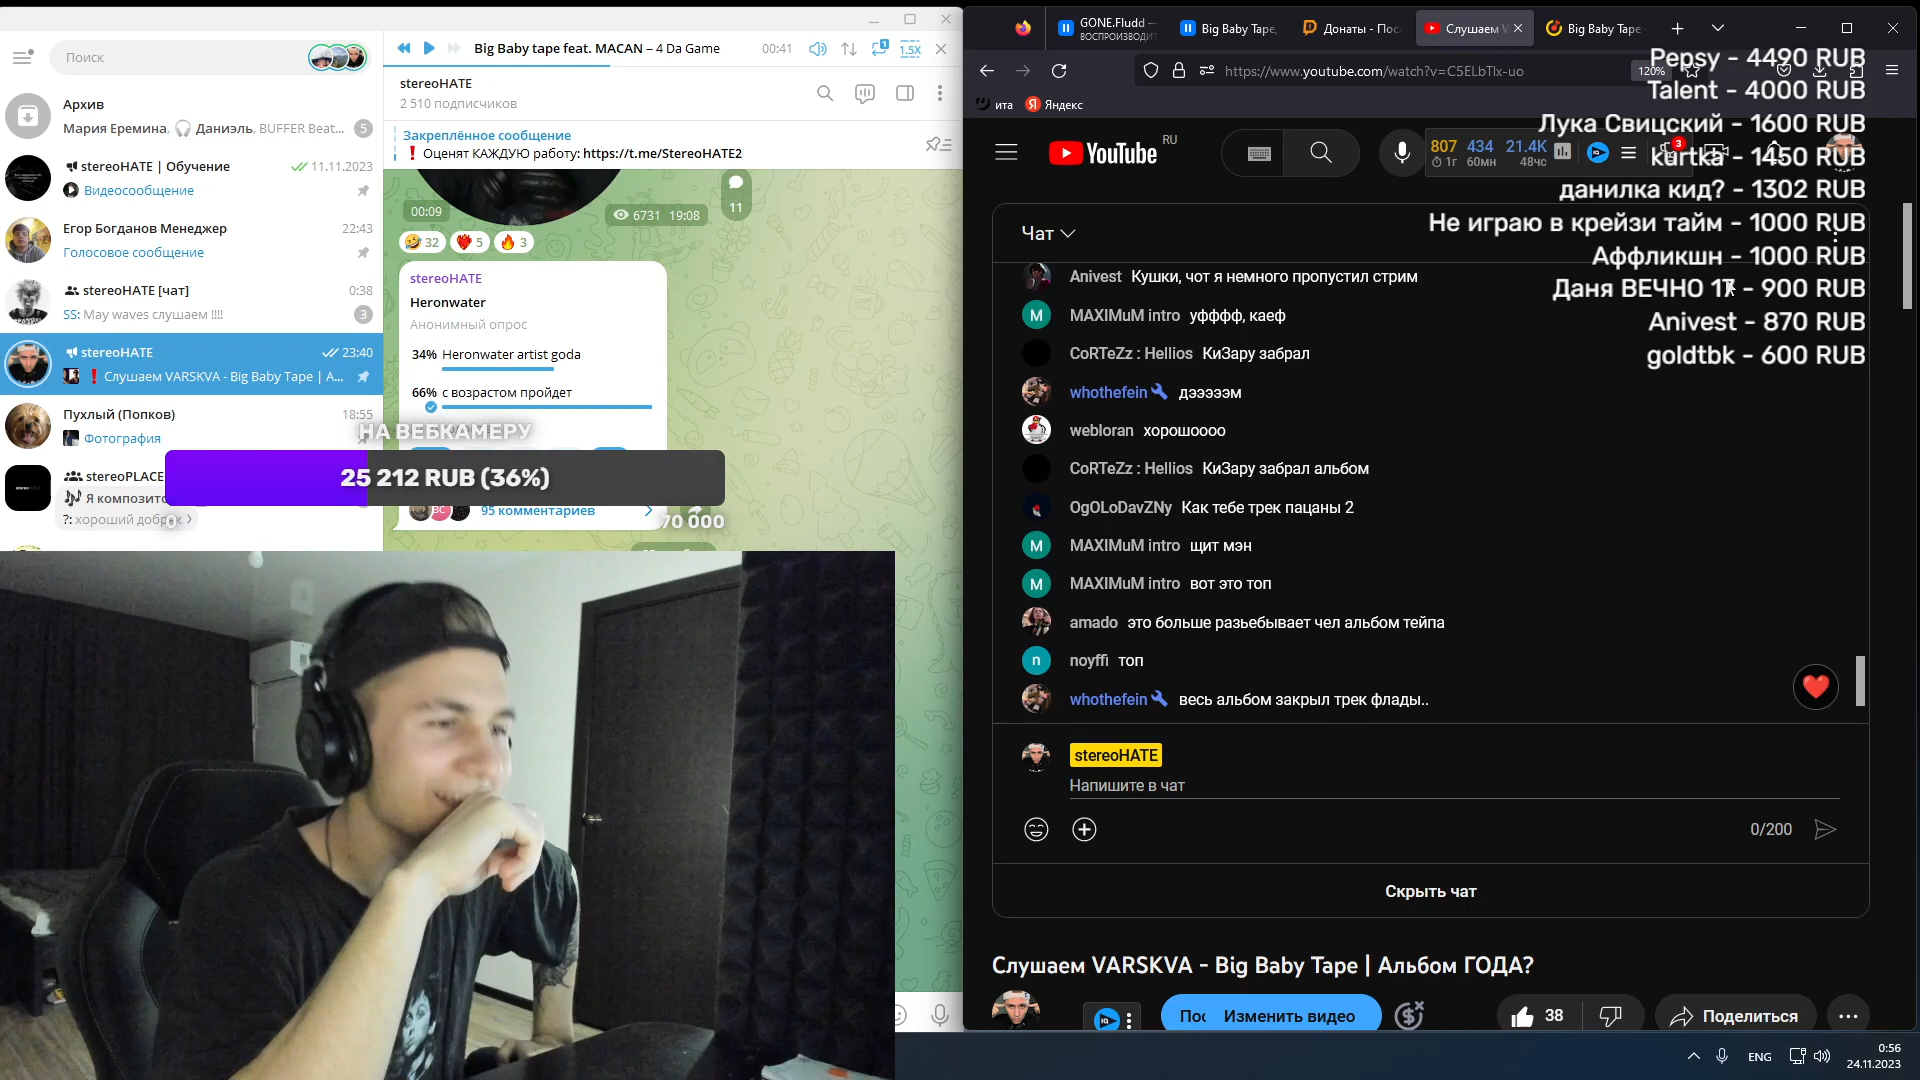 Поиск
Архив
Мария Еремина, Даниэль, BUFFER Beat...
5
stereoHATE | Обучение
11.11.2023
Видеосообщение
Егор Богданов Менеджер
22:43
Голосовое сообщение
stereoHATE [чат]
0:38
SS: May waves слушаем !!!!
3
stereoHATE
23:40
❗ Слушаем VARSKVA - Big Baby Tape | A...
Пухлый (Попков)
18:55
Фотография
stereoPLACE
Я композито
?: хороший добряк
Big Baby tape feat. MACAN – 4 Da Game
00:41
1.5X
stereoHATE
2 510 подписчиков
Закреплённое сообщение
❗ Оценят КАЖДУЮ работу: https://t.me/StereoHATE2
00:09
6731 19:08
11
🤣 32
5
🔥 3
stereoHATE
Heronwater
Анонимный опрос
34% Heronwater artist goda
66% с возрастом пройдет
НА ВЕБКАМЕРУ
25 212 RUB (36%)
70 000
BC
95 комментариев
GONE.Fludd —
ВОСПРОИЗВОДИТ
Big Baby Tape,
Донаты - Пос
Слушаем V
Big Baby Tape
https://www.youtube.com/watch?v=C5ELbTlx-uo
120%
ита
Яндекс
YouTube RU
807 434 21.4K
1г 60мн 48чс
3
Pepsy - 4490 RUB
Talent - 4000 RUB
Лука Свицский - 1600 RUB
kurtka - 1450 RUB
данилка кид? - 1302 RUB
Не играю в крейзи тайм - 1000 RUB
Аффликшн - 1000 RUB
Даня ВЕЧНО 17 - 900 RUB
Anivest - 870 RUB
goldtbk - 600 RUB
Чат
Anivest Кушки, чот я немного пропустил стрим
M MAXIMuM intro уфффф, каеф
CoRTeZz : Hellios КиЗару забрал
whothefein дэээээм
webloran хорошоооо
CoRTeZz : Hellios КиЗару забрал альбом
OgOLoDavZNy Как тебе трек пацаны 2
M MAXIMuM intro щит мэн
M MAXIMuM intro вот это топ
amado это больше разьебывает чел альбом тейпа
n noyffi топ
whothefein весь альбом закрыл трек флады..
stereoHATE
Напишите в чат
0/200
Скрыть чат
Слушаем VARSKVA - Big Baby Tape | Альбом ГОДА?
IQ
Пос
Изменить видео
38
Поделиться
ENG
0:56
24.11.2023